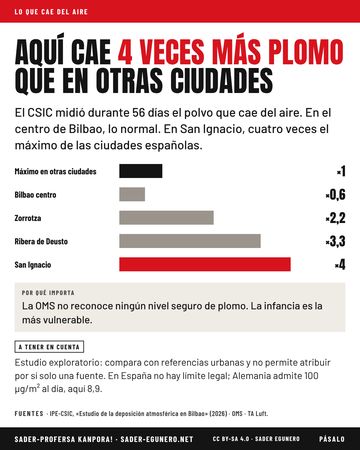 LO QUE CAE DEL AIRE
AQUÍ CAE 4 VECES MÁS PLOMO
QUE EN OTRAS CIUDADES
El CSIC midió durante 56 días el polvo que cae del aire. En el
centro de Bilbao, lo normal. En San Ignacio, cuatro veces el
máximo de las ciudades españolas.
Máximo en otras ciudades ×1
Bilbao centro ×0,6
Zorrotza ×2,2
Ribera de Deusto ×3,3
San Ignacio ×4
POR QUÉ IMPORTA
La OMS no reconoce ningún nivel seguro de plomo. La infancia es la
más vulnerable.
A TENER EN CUENTA
Estudio exploratorio: compara con referencias urbanas y no permite atribuir
por sí solo una fuente. En España no hay límite legal; Alemania admite 100
µg/m² al día, aquí 8,9.
FUENTES · IPE-CSIC, «Estudio de la deposición atmosférica en Bilbao» (2026) · OMS · TA Luft.
SADER-PROFERSA KANPORA! · SADER-EGUNERO.NET CC BY-SA 4.0 · SADER EGUNERO PÁSALO